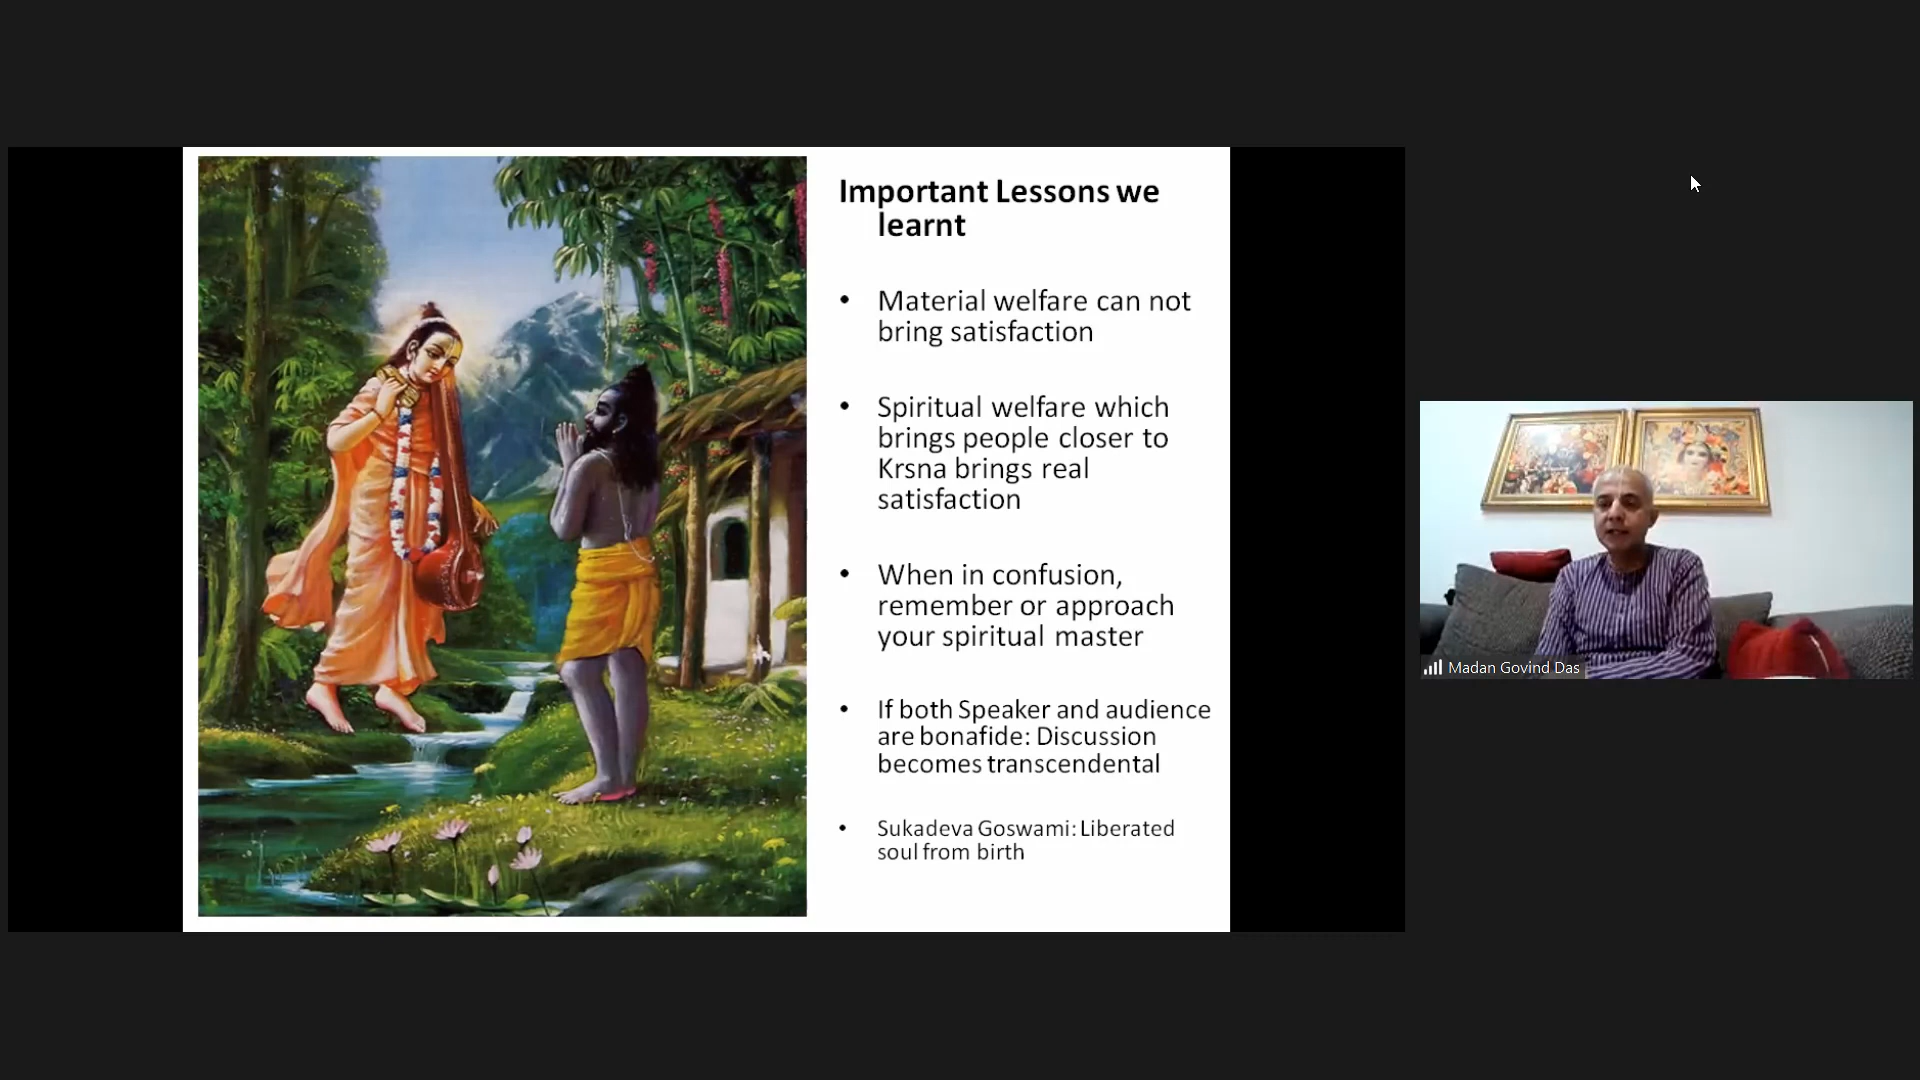 Important Lessons we
learnt
• Material welfare can not
bring satisfaction
• Spiritual welfare which
brings people closer to
Krsna brings real
satisfaction
• When in confusion,
remember or approach
your spiritual master
• If both Speaker and audience
are bonafide: Discussion
becomes transcendental
• Sukadeva Goswami: Liberated
soul from birth
Madan Govind Das